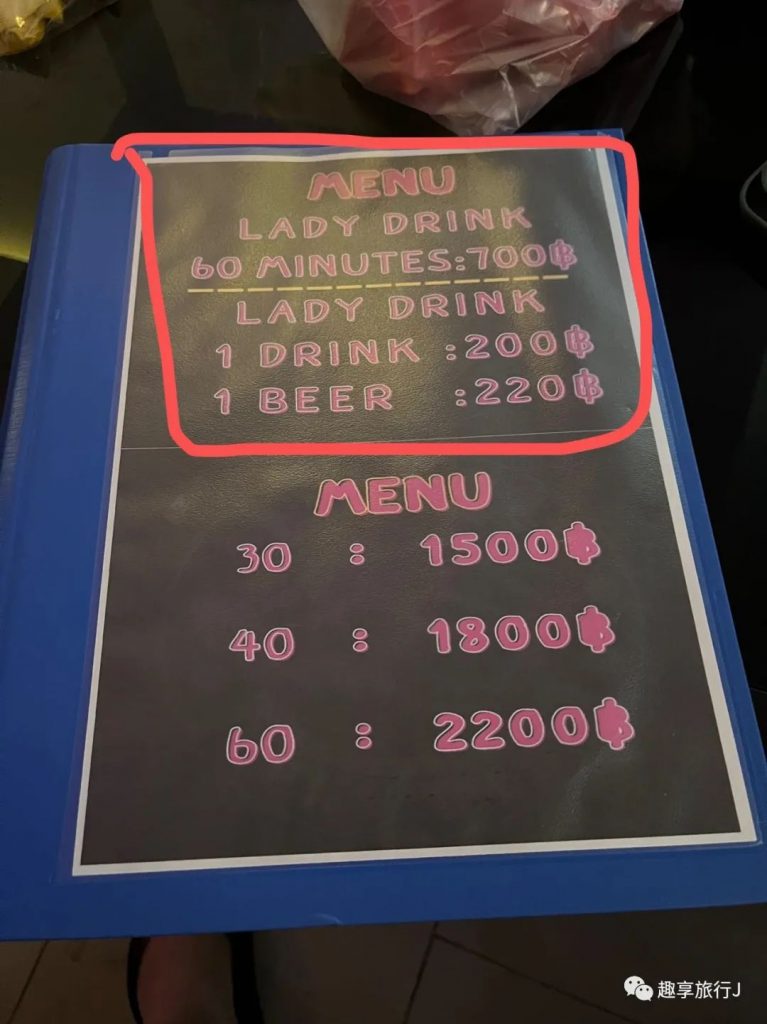 MENU
LADY DRINK
60 MINUTES:700฿
LADY DRINK
1 DRINK :200฿
1 BEER :220฿
MENU
30 : 1500฿
40 : 1800฿
60 : 2200฿
趣享旅行J